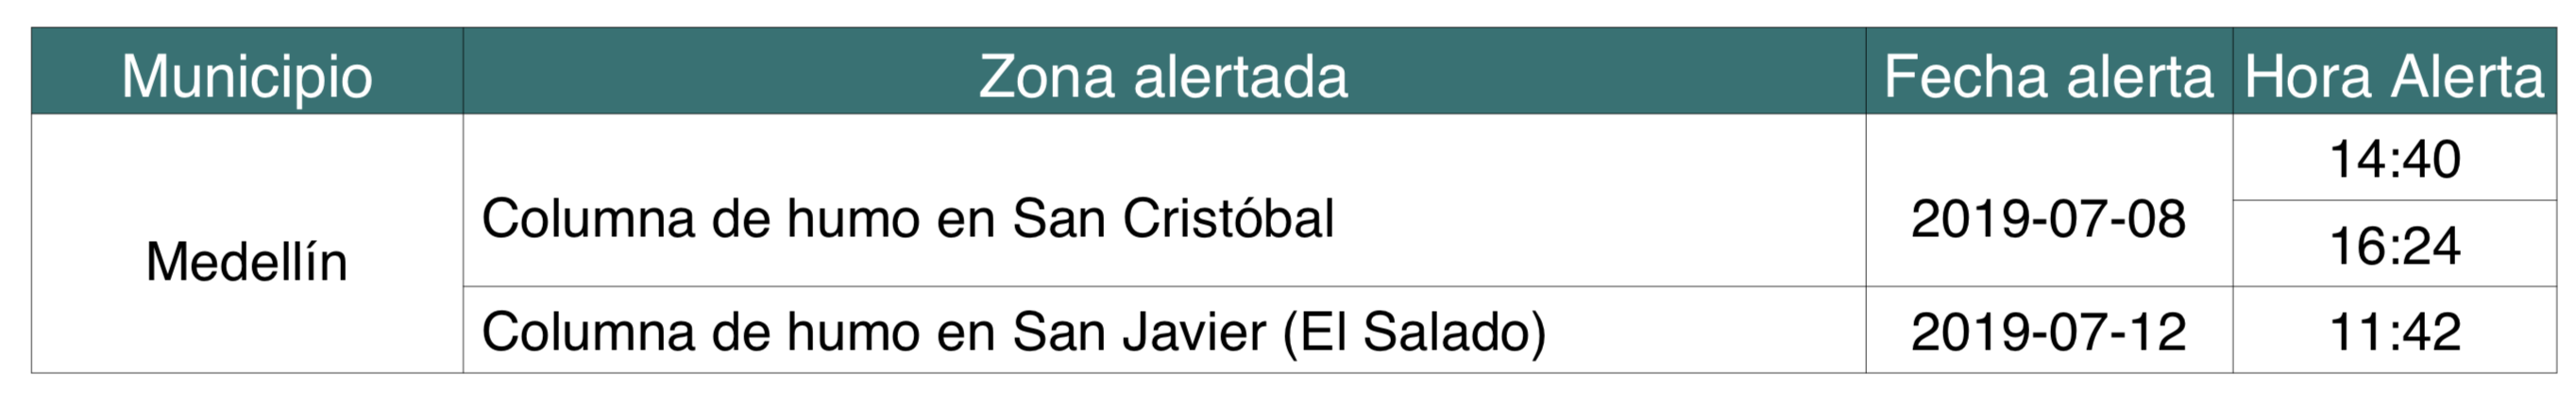 Municipio Zona alertada Fecha alerta Hora Alerta
14:40
Columna de humo en San Cristóbal 2019-07-08
16:24
Medellín
Columna de humo en San Javier (El Salado) 2019-07-12 11:42